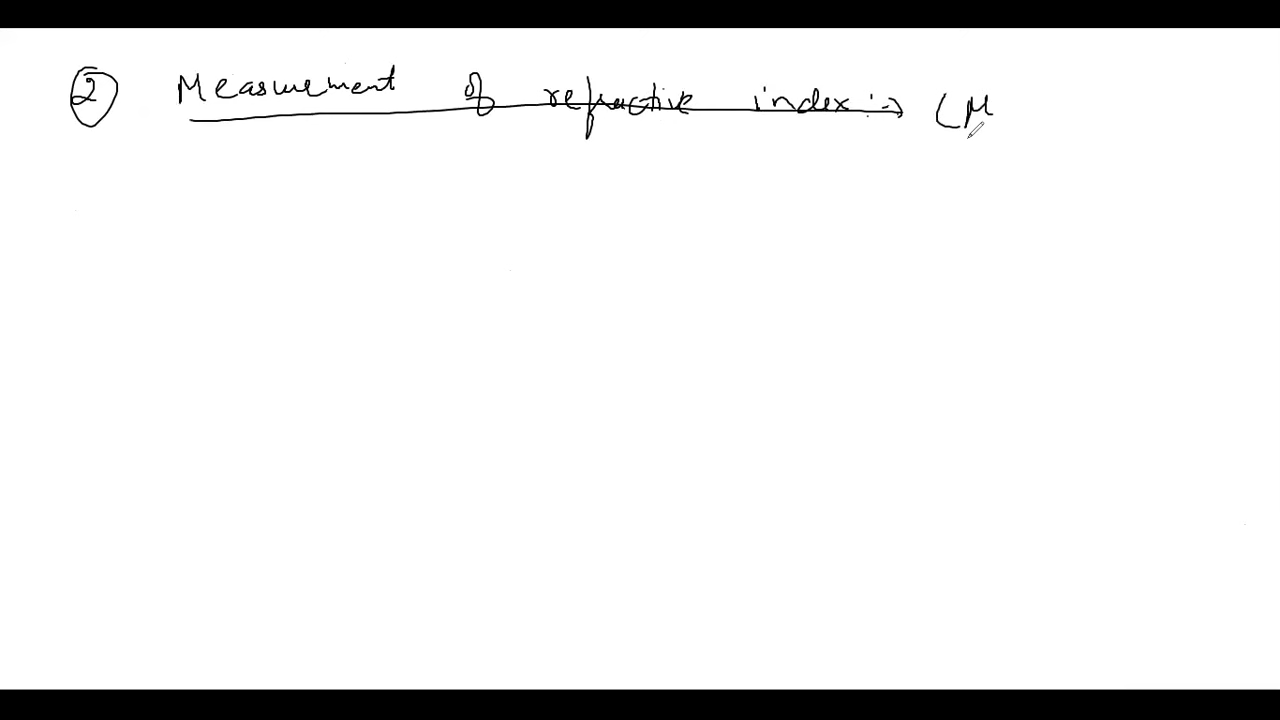 ② Measurement of refractive index :→ (μ